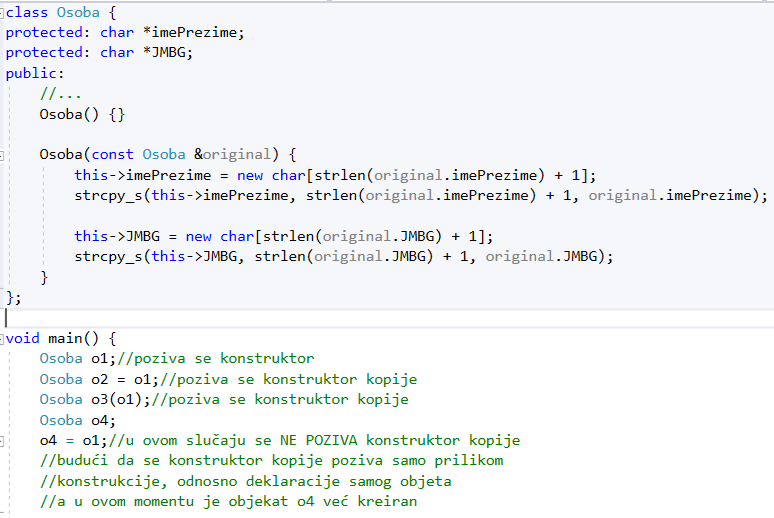 class Osoba {
protected: char *imePrezime;
protected: char *JMBG;
public:
//...
Osoba() {}
Osoba(const Osoba &original) {
this->imePrezime = new char[strlen(original.imePrezime) + 1];
strcpy_s(this->imePrezime, strlen(original.imePrezime) + 1, original.imePrezime);
this->JMBG = new char[strlen(original.JMBG) + 1];
strcpy_s(this->JMBG, strlen(original.JMBG) + 1, original.JMBG);
}
};
void main() {
Osoba o1;//poziva se konstruktor
Osoba o2 = o1;//poziva se konstruktor kopije
Osoba o3(o1);//poziva se konstruktor kopije
Osoba o4;
o4 = o1;//u ovom slučaju se NE POZIVA konstruktor kopije
//budući da se konstruktor kopije poziva samo prilikom
//konstrukcije, odnosno deklaracije samog objeta
//a u ovom momentu je objekat o4 već kreiran